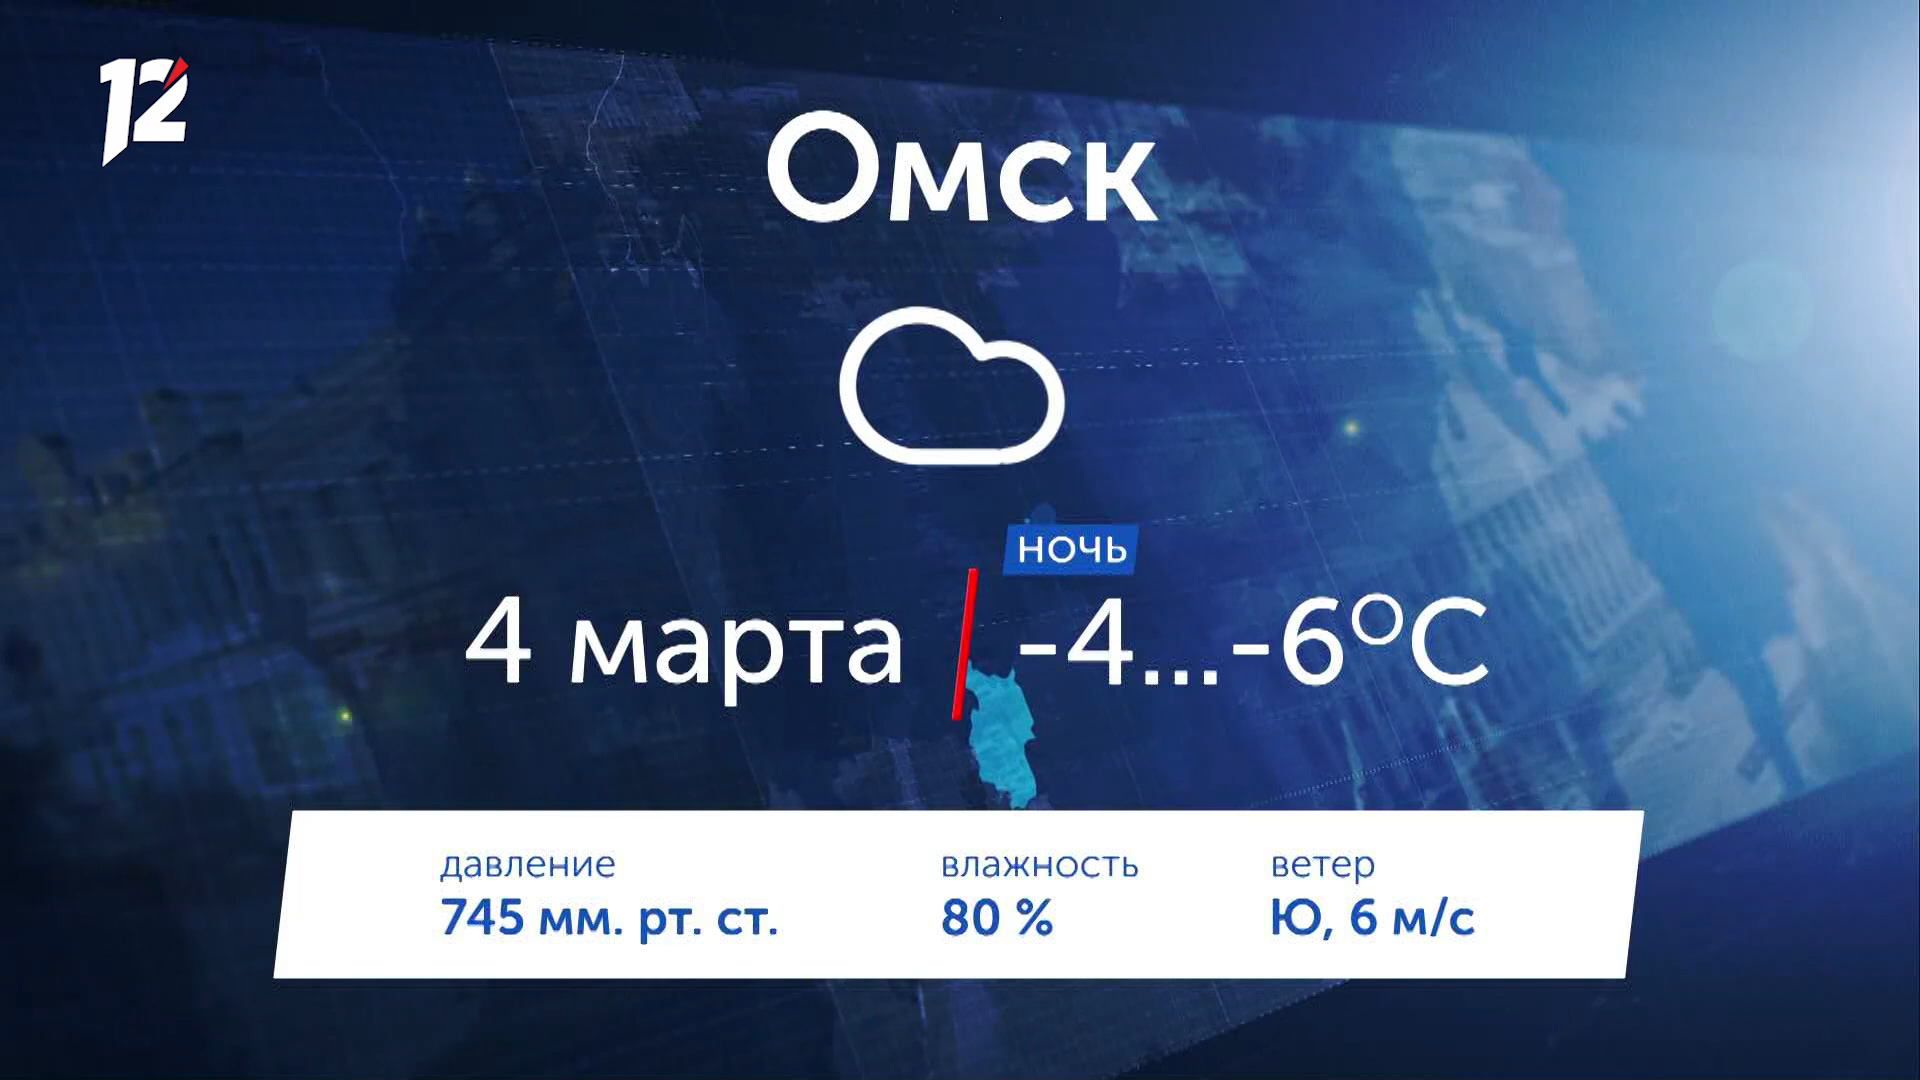 12
Омск
ночь
4 марта -4...-6°C
давление влажность ветер
745 мм. рт. ст. 80 % Ю, 6 м/с